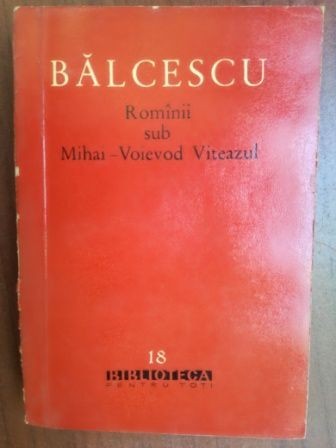 BĂLCESCU
Romînii
sub
Mihai-Voievod Viteazul
18
BIBLIOTECA
PENTRU TOȚI